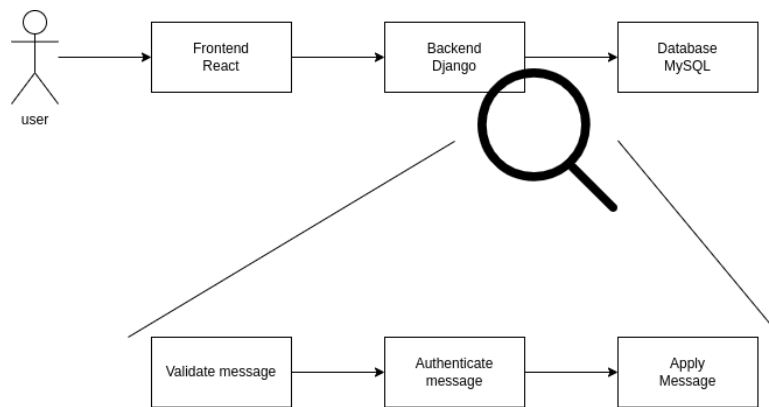 Frontend
React
Backend
Django
Database
MySQL
user
Validate message
Authenticate
message
Apply
Message